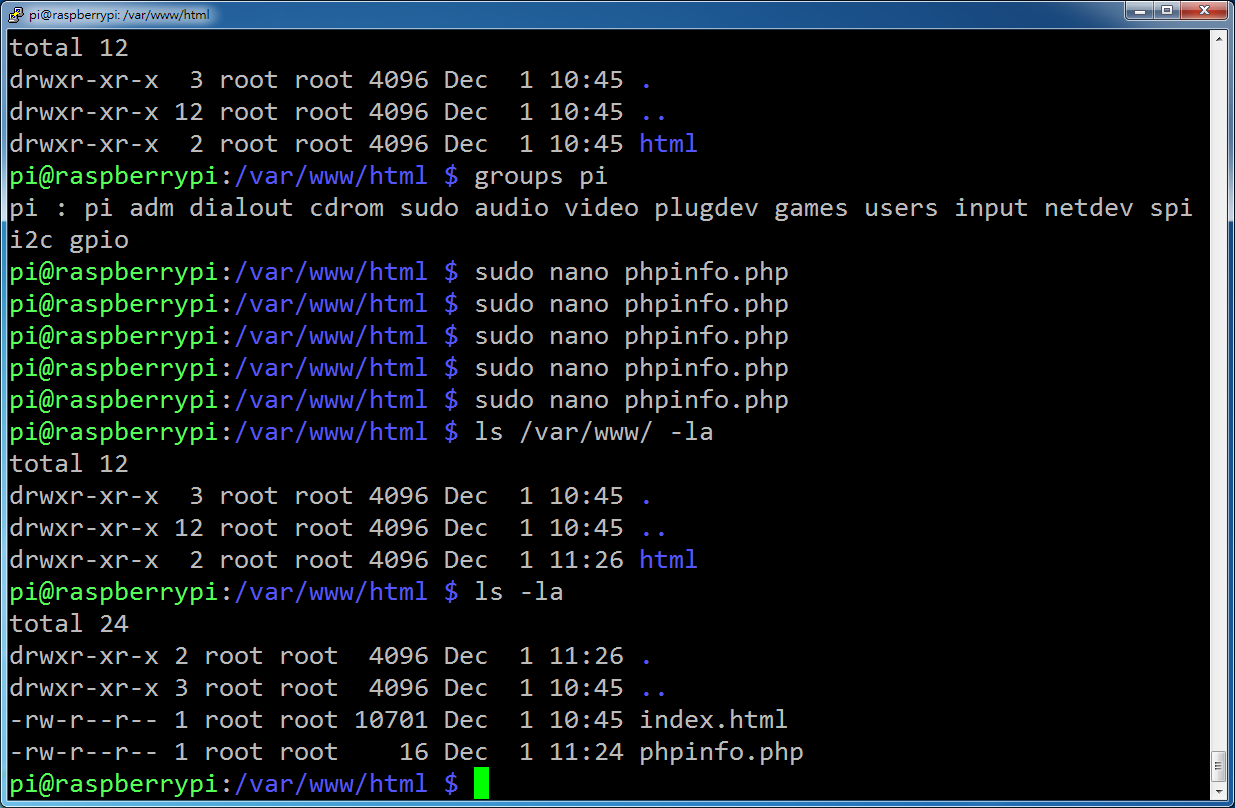 pi@raspberrypi: /var/www/html
total 12
drwxr-xr-x  3 root root 4096 Dec  1 10:45 .
drwxr-xr-x 12 root root 4096 Dec  1 10:45 ..
drwxr-xr-x  2 root root 4096 Dec  1 10:45 html
pi@raspberrypi:/var/www/html $ groups pi
pi : pi adm dialout cdrom sudo audio video plugdev games users input netdev spi
i2c gpio
pi@raspberrypi:/var/www/html $ sudo nano phpinfo.php
pi@raspberrypi:/var/www/html $ sudo nano phpinfo.php
pi@raspberrypi:/var/www/html $ sudo nano phpinfo.php
pi@raspberrypi:/var/www/html $ sudo nano phpinfo.php
pi@raspberrypi:/var/www/html $ sudo nano phpinfo.php
pi@raspberrypi:/var/www/html $ ls /var/www/ -la
total 12
drwxr-xr-x  3 root root 4096 Dec  1 10:45 .
drwxr-xr-x 12 root root 4096 Dec  1 10:45 ..
drwxr-xr-x  2 root root 4096 Dec  1 11:26 html
pi@raspberrypi:/var/www/html $ ls -la
total 24
drwxr-xr-x 2 root root  4096 Dec  1 11:26 .
drwxr-xr-x 3 root root  4096 Dec  1 10:45 ..
-rw-r--r-- 1 root root 10701 Dec  1 10:45 index.html
-rw-r--r-- 1 root root    16 Dec  1 11:24 phpinfo.php
pi@raspberrypi:/var/www/html $